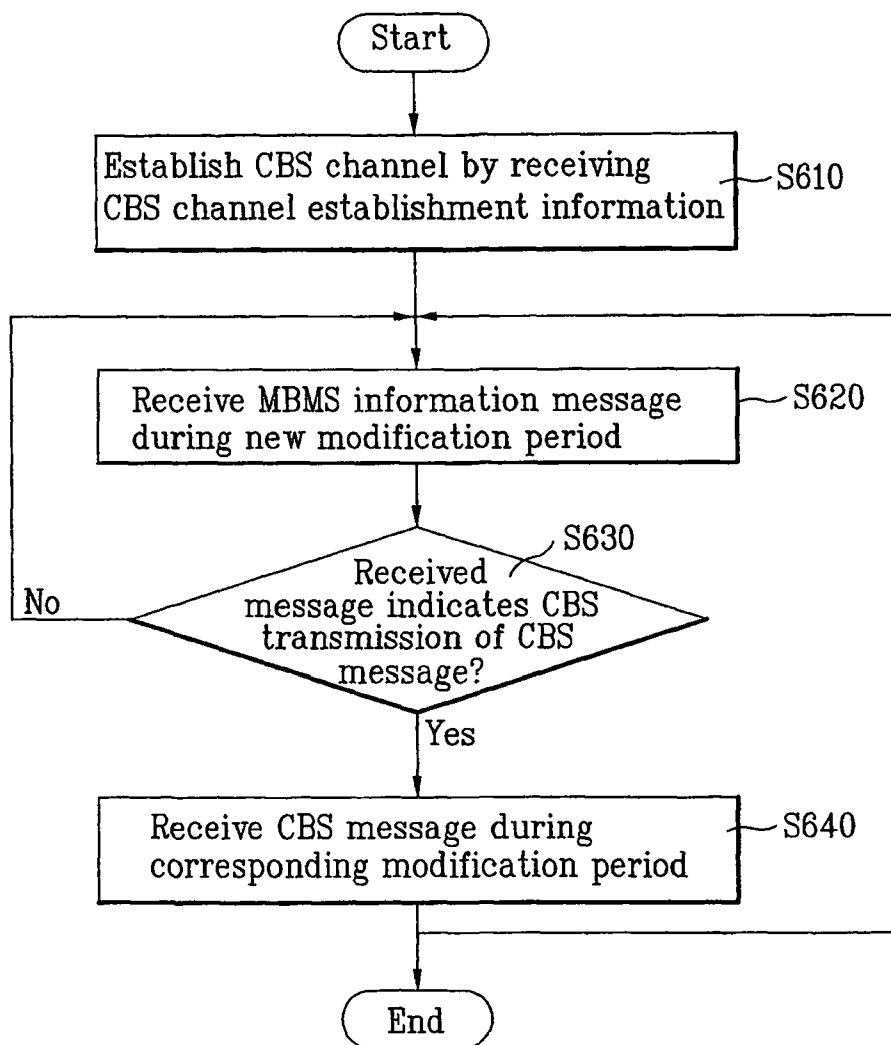 Start
Establish CBS channel by receiving
CBS channel establishment information
S610
Receive MBMS information message
during new modification period
S620
S630
Received
message indicates CBS
transmission of CBS
message?
No
Yes
Receive CBS message during
corresponding modification period
S640
End